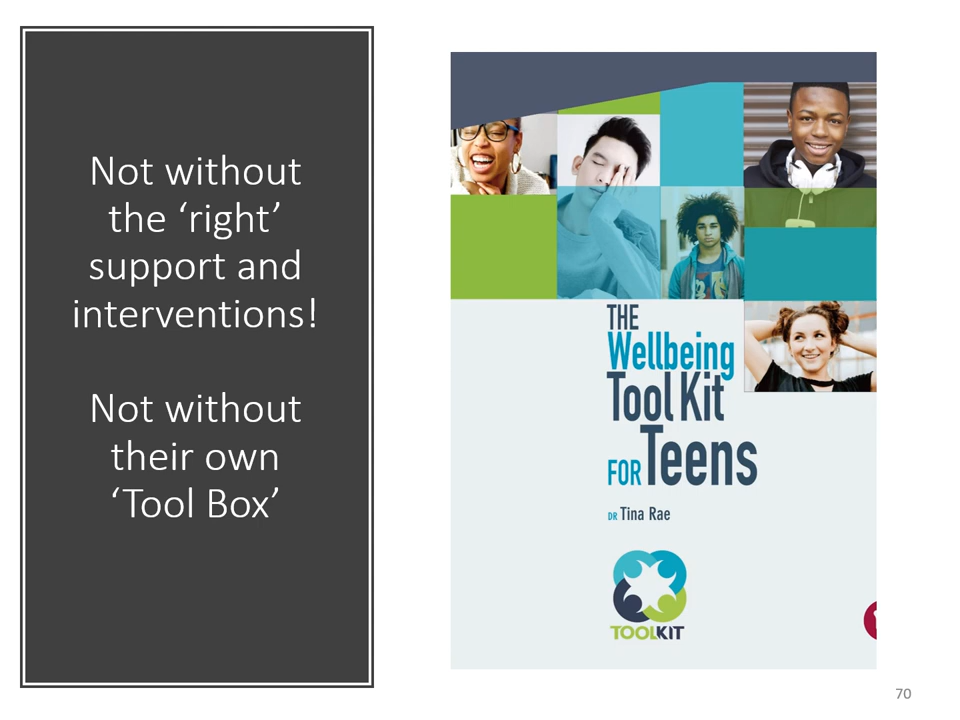 Not without
the ‘right’
support and
interventions!
Not without
their own
‘Tool Box’
THE
Wellbeing
Tool Kit
FOR Teens
DR Tina Rae
TOOLKIT
70